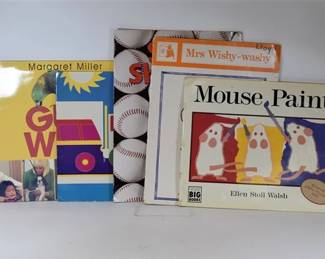 Margaret Miller
G
W
S
Mrs Wishy-washy
Mouse Paint
BIG
BOOKS
Ellen Stoll Walsh